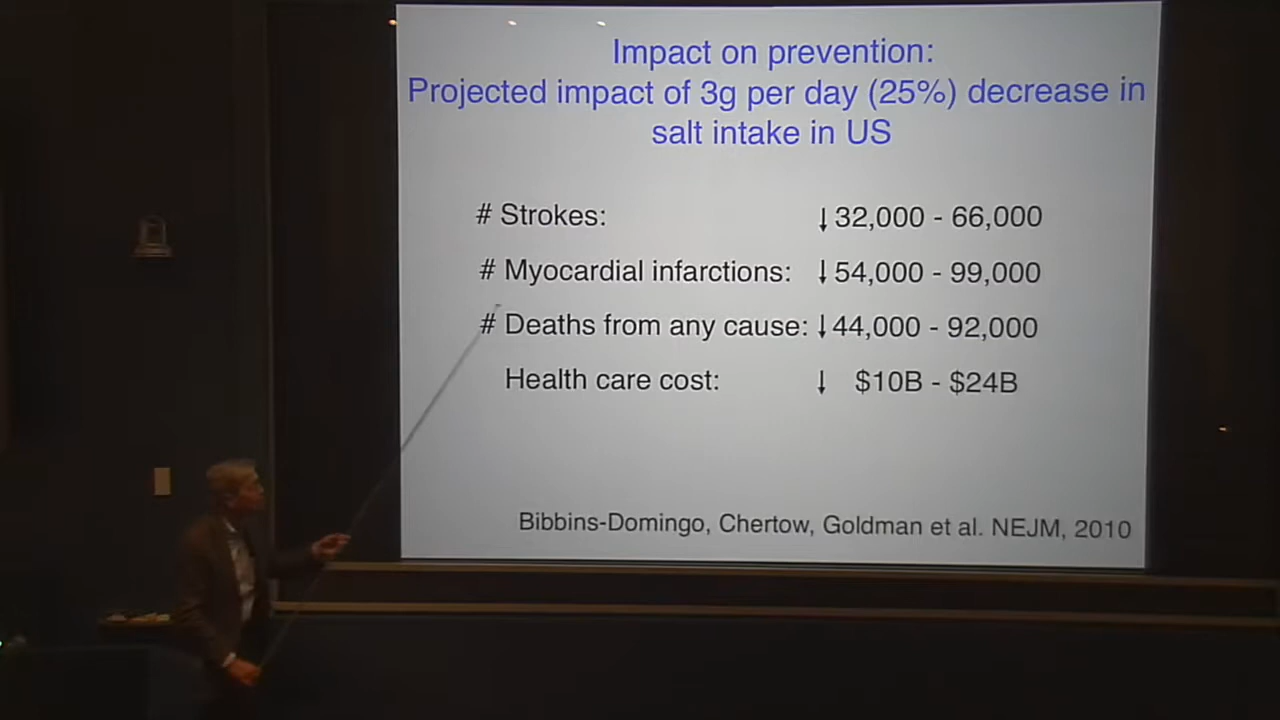 Impact on prevention:
Projected impact of 3g per day (25%) decrease in
salt intake in US
# Strokes: ↓32,000 - 66,000
# Myocardial infarctions: ↓54,000 - 99,000
# Deaths from any cause: ↓44,000 - 92,000
Health care cost: ↓ $10B - $24B
Bibbins-Domingo, Chertow, Goldman et al. NEJM, 2010